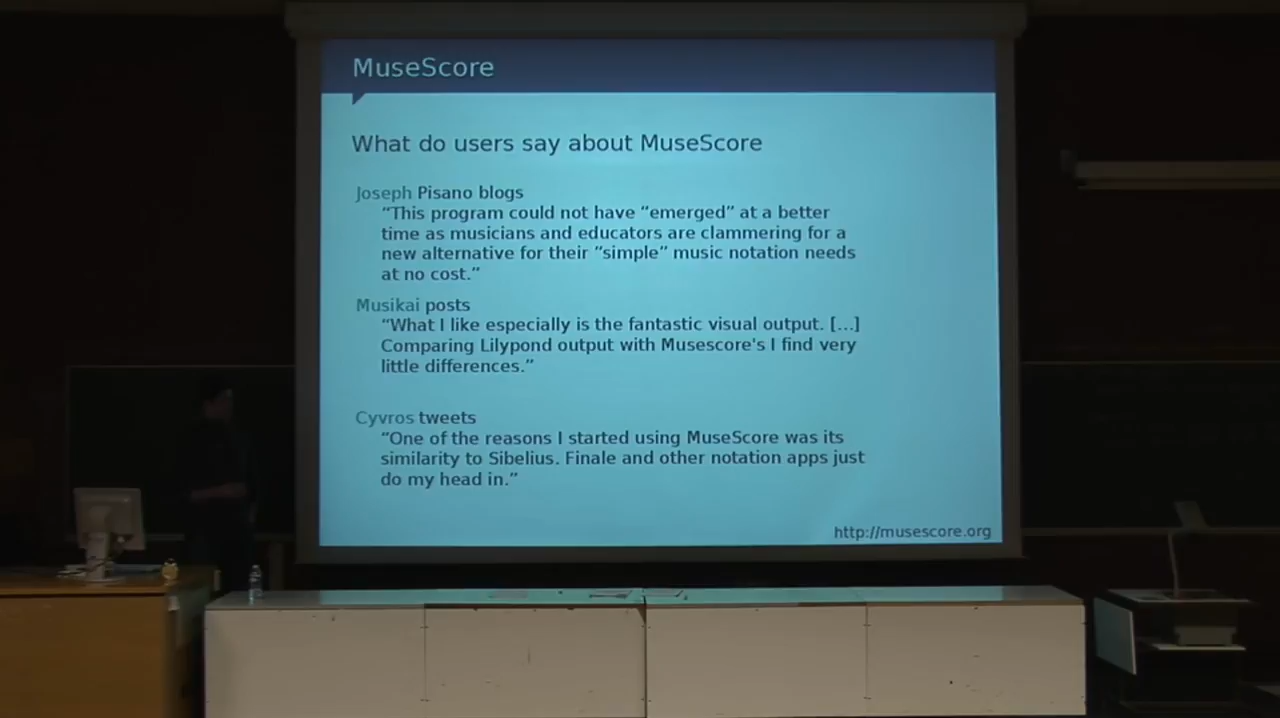 MuseScore
What do users say about MuseScore
Joseph Pisano blogs
“This program could not have “emerged” at a better
time as musicians and educators are clammering for a
new alternative for their “simple” music notation needs
at no cost.”
Musikai posts
“What I like especially is the fantastic visual output. [...]
Comparing Lilypond output with Musescore's I find very
little differences.”
Cyvros tweets
“One of the reasons I started using MuseScore was its
similarity to Sibelius. Finale and other notation apps just
do my head in.”
http://musescore.org